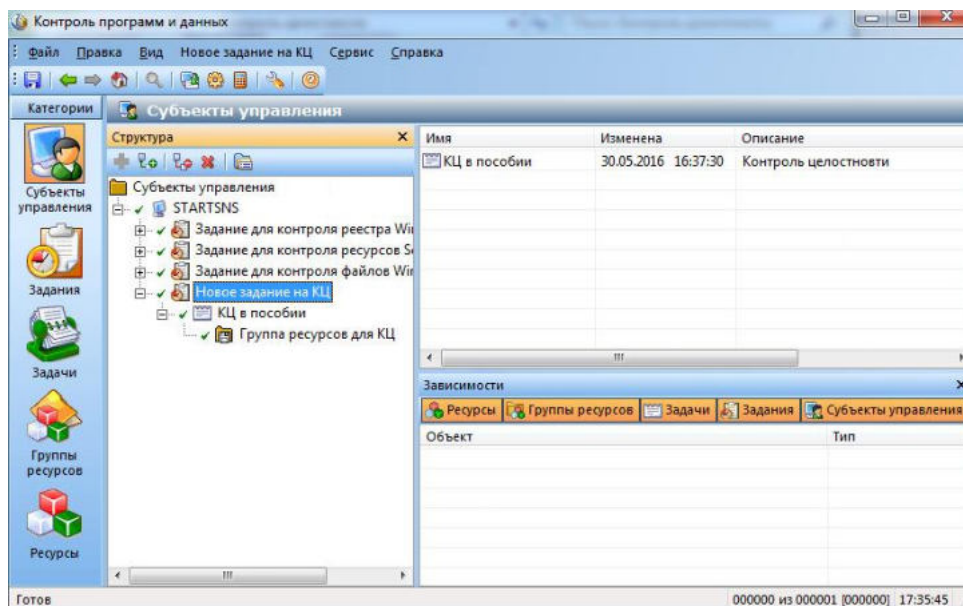 Контроль программ и данных
Файл Правка Вид Новое задание на КЦ Сервис Справка
Категории
Субъекты управления
Структура
Имя Изменена Описание
КЦ в пособии 30.05.2016 16:37:30 Контроль целостновти
Субъекты управления
STARTSNS
Задание для контроля реестра Wi
Задание для контроля ресурсов S
Задание для контроля файлов Wi
Новое задание на КЦ
КЦ в пособии
Группа ресурсов для КЦ
Субъекты
управления
Задания
Задачи
Группы
ресурсов
Ресурсы
Зависимости
Ресурсы Группы ресурсов Задачи Задания Субъекты управления
Объект Тип
Готов 000000 из 000001 [000000] 17:35:45